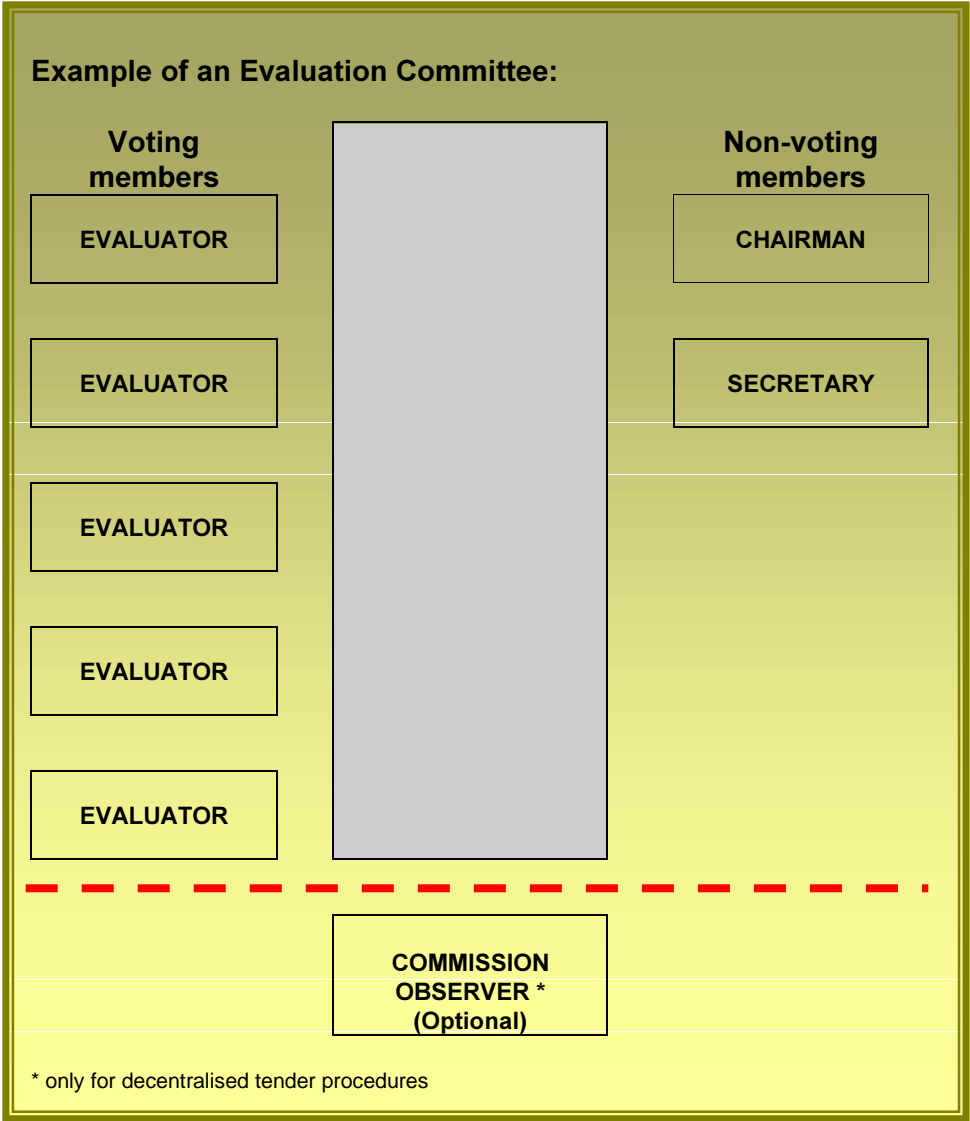 Example of an Evaluation Committee:
Voting
members
Non-voting
members
EVALUATOR
CHAIRMAN
EVALUATOR
SECRETARY
EVALUATOR
EVALUATOR
EVALUATOR
COMMISSION
OBSERVER *
(Optional)
* only for decentralised tender procedures